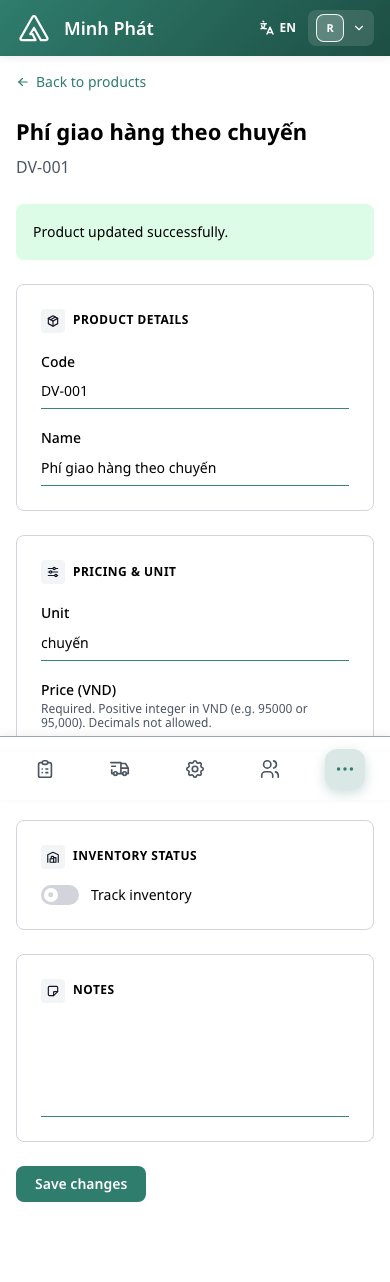 Minh Phát
EN
R
Back to products
Phí giao hàng theo chuyến
DV-001
Product updated successfully.
PRODUCT DETAILS
Code
DV-001
Name
Phí giao hàng theo chuyến
PRICING & UNIT
Unit
chuyến
Price (VND)
Required. Positive integer in VND (e.g. 95000 or
95,000). Decimals not allowed.
INVENTORY STATUS
Track inventory
NOTES
Save changes